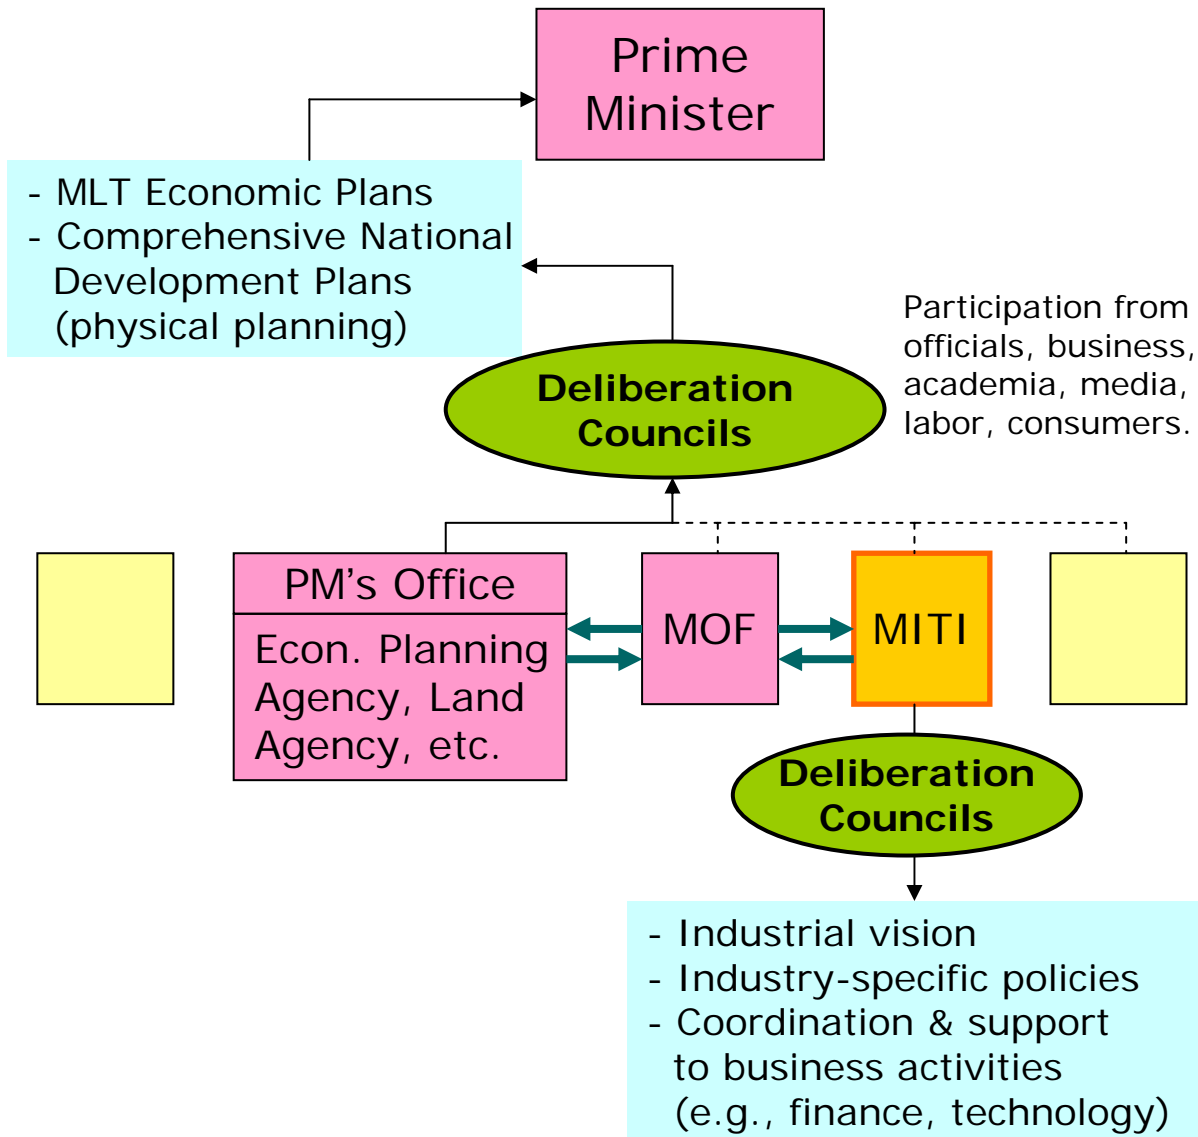 Prime
Minister
- MLT Economic Plans
- Comprehensive National
Development Plans
(physical planning)
Participation from
officials, business,
academia, media,
labor, consumers.
Deliberation
Councils
PM's Office
Econ. Planning
Agency, Land
Agency, etc.
MOF
MITI
Deliberation
Councils
- Industrial vision
- Industry-specific policies
- Coordination & support
to business activities
(e.g., finance, technology)